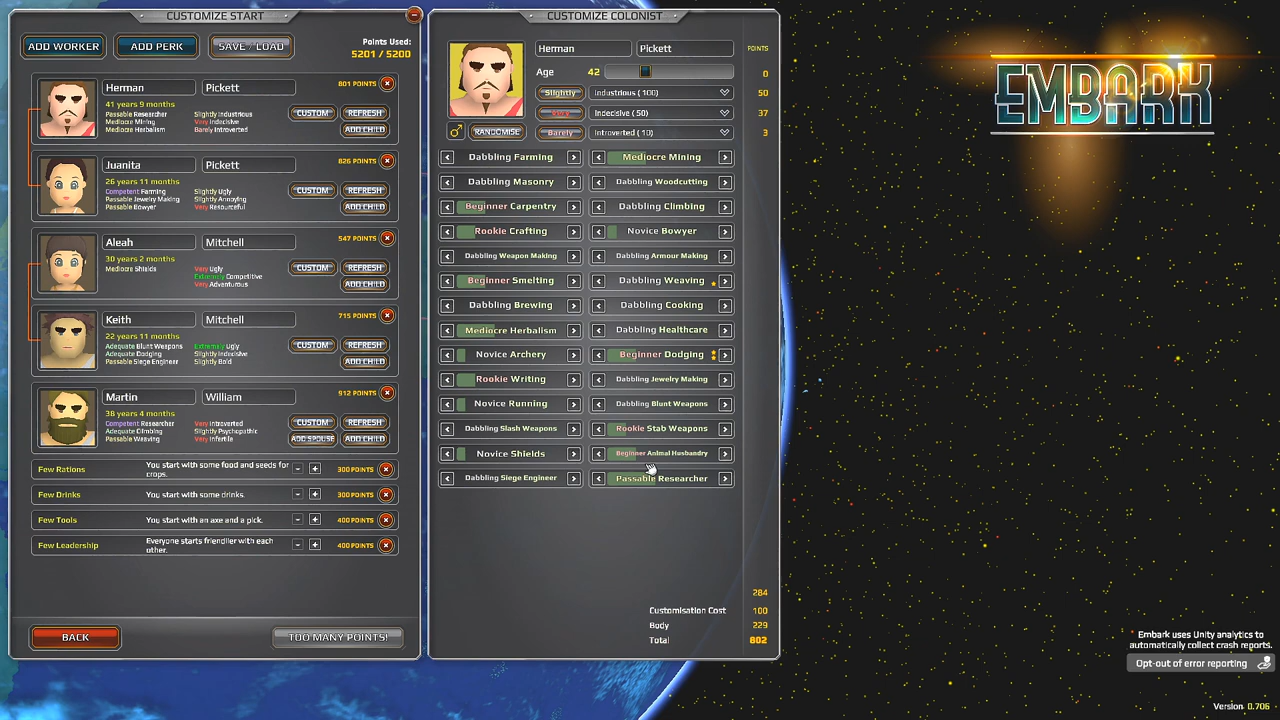 CUSTOMIZE START
ADD WORKER
ADD PERK
SAVE / LOAD
Points Used:
5201 / 5200
Herman
Pickett
801 POINTS
41 years 9 months
Passable Researcher
Slightly Industrious
Mediocre Mining
Very Indecisive
Mediocre Herbalism
Barely Introverted
CUSTOM
REFRESH
ADD CHILD
Juanita
Pickett
826 POINTS
26 years 11 months
Competent Farming
Slightly Ugly
Passable Jewelry Making
Slightly Annoying
Passable Bowyer
Very Resourceful
CUSTOM
REFRESH
ADD CHILD
Aleah
Mitchell
547 POINTS
30 years 2 months
Mediocre Shields
Very Ugly
Extremely Competitive
Very Adventurous
CUSTOM
REFRESH
ADD CHILD
Keith
Mitchell
715 POINTS
22 years 11 months
Adequate Blunt Weapons
Extremely Ugly
Adequate Dodging
Slightly Indecisive
Passable Siege Engineer
Slightly Bold
CUSTOM
REFRESH
ADD CHILD
Martin
William
912 POINTS
38 years 4 months
Competent Researcher
Very Introverted
Adequate Climbing
Slightly Psychopathic
Passable Weaving
Very Infertile
CUSTOM
REFRESH
ADD SPOUSE
ADD CHILD
Few Rations
You start with some food and seeds for
crops.
- +
300 POINTS
Few Drinks
You start with some drinks.
- +
300 POINTS
Few Tools
You start with an axe and a pick.
- +
400 POINTS
Few Leadership
Everyone starts friendlier with each
other.
- +
400 POINTS
BACK
TOO MANY POINTS!
CUSTOMIZE COLONIST
Herman
Pickett
POINTS
Age 42
0
Slightly
Industrious ( 100)
50
Very
Indecisive ( 50)
37
RANDOMISE
Barely
Introverted ( 10)
3
Dabbling Farming
Mediocre Mining
Dabbling Masonry
Dabbling Woodcutting
Beginner Carpentry
Dabbling Climbing
Rookie Crafting
Novice Bowyer
Dabbling Weapon Making
Dabbling Armour Making
Beginner Smelting
Dabbling Weaving
Dabbling Brewing
Dabbling Cooking
Mediocre Herbalism
Dabbling Healthcare
Novice Archery
Beginner Dodging
Rookie Writing
Dabbling Jewelry Making
Novice Running
Dabbling Blunt Weapons
Dabbling Slash Weapons
Rookie Stab Weapons
Novice Shields
Beginner Animal Husbandry
Dabbling Siege Engineer
Passable Researcher
284
Customisation Cost 100
Body 229
Total 802
EMBARK
Embark uses Unity analytics to
automatically collect crash reports.
Opt-out of error reporting
Version 0.706